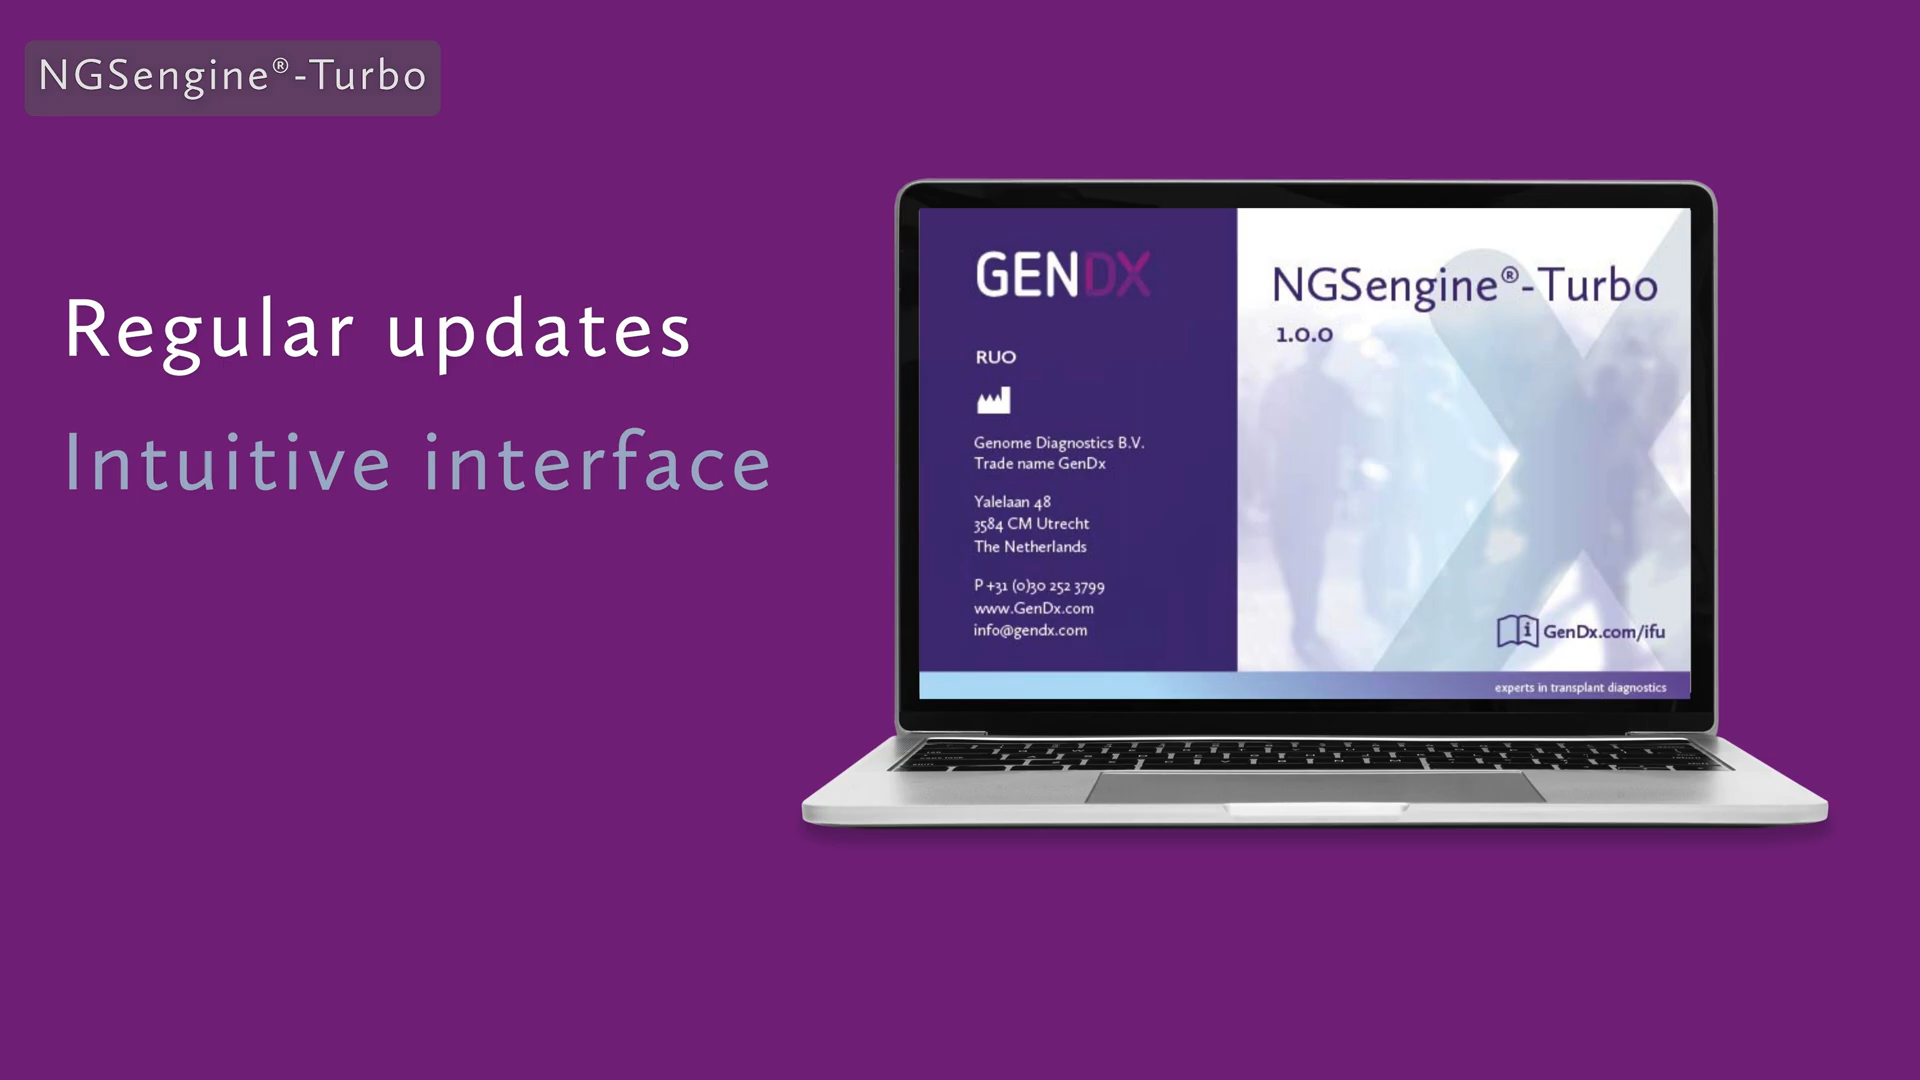 NGSengine®-Turbo
Regular updates
Intuitive interface
GENDX
RUO
Genome Diagnostics B.V.
Trade name GenDx
Yalelaan 48
3584 CM Utrecht
The Netherlands
P +31 (0)30 252 3799
www.GenDx.com
info@gendx.com
NGSengine®-Turbo
1.0.0
GenDx.com/ifu
experts in transplant diagnostics